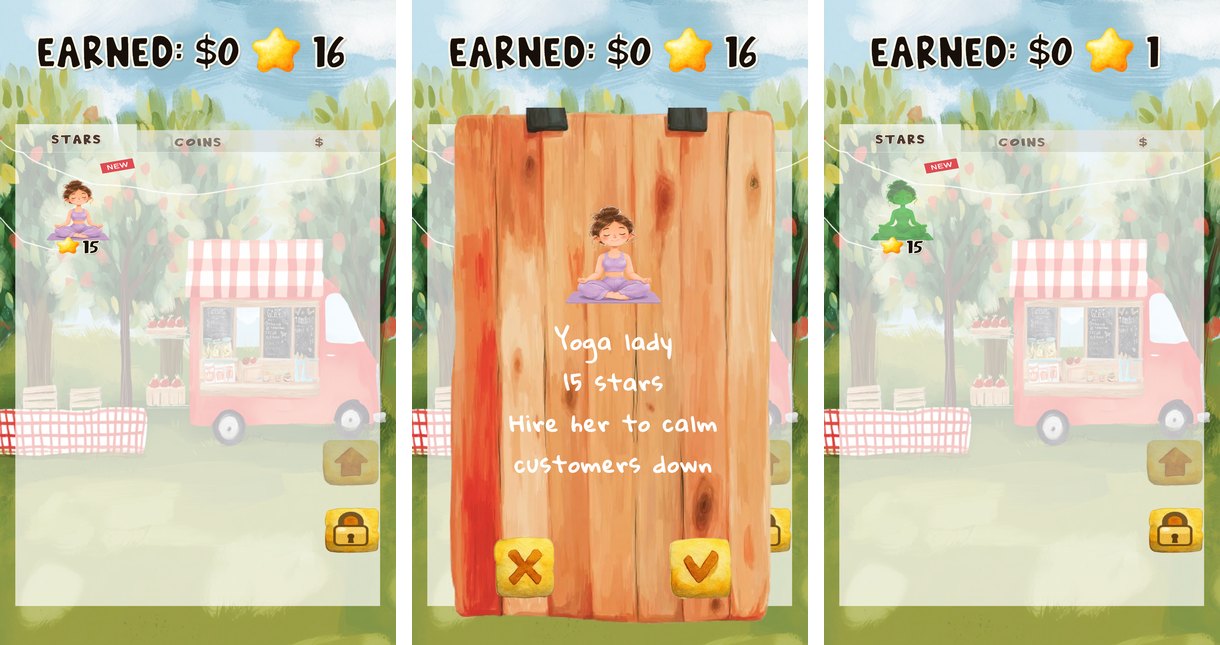 EARNED: $0 16
STARS COINS $
NEW
15
EARNED: $0 16
Yoga lady
15 stars
Hire her to calm
customers down
EARNED: $0 1
STARS COINS $
NEW
15